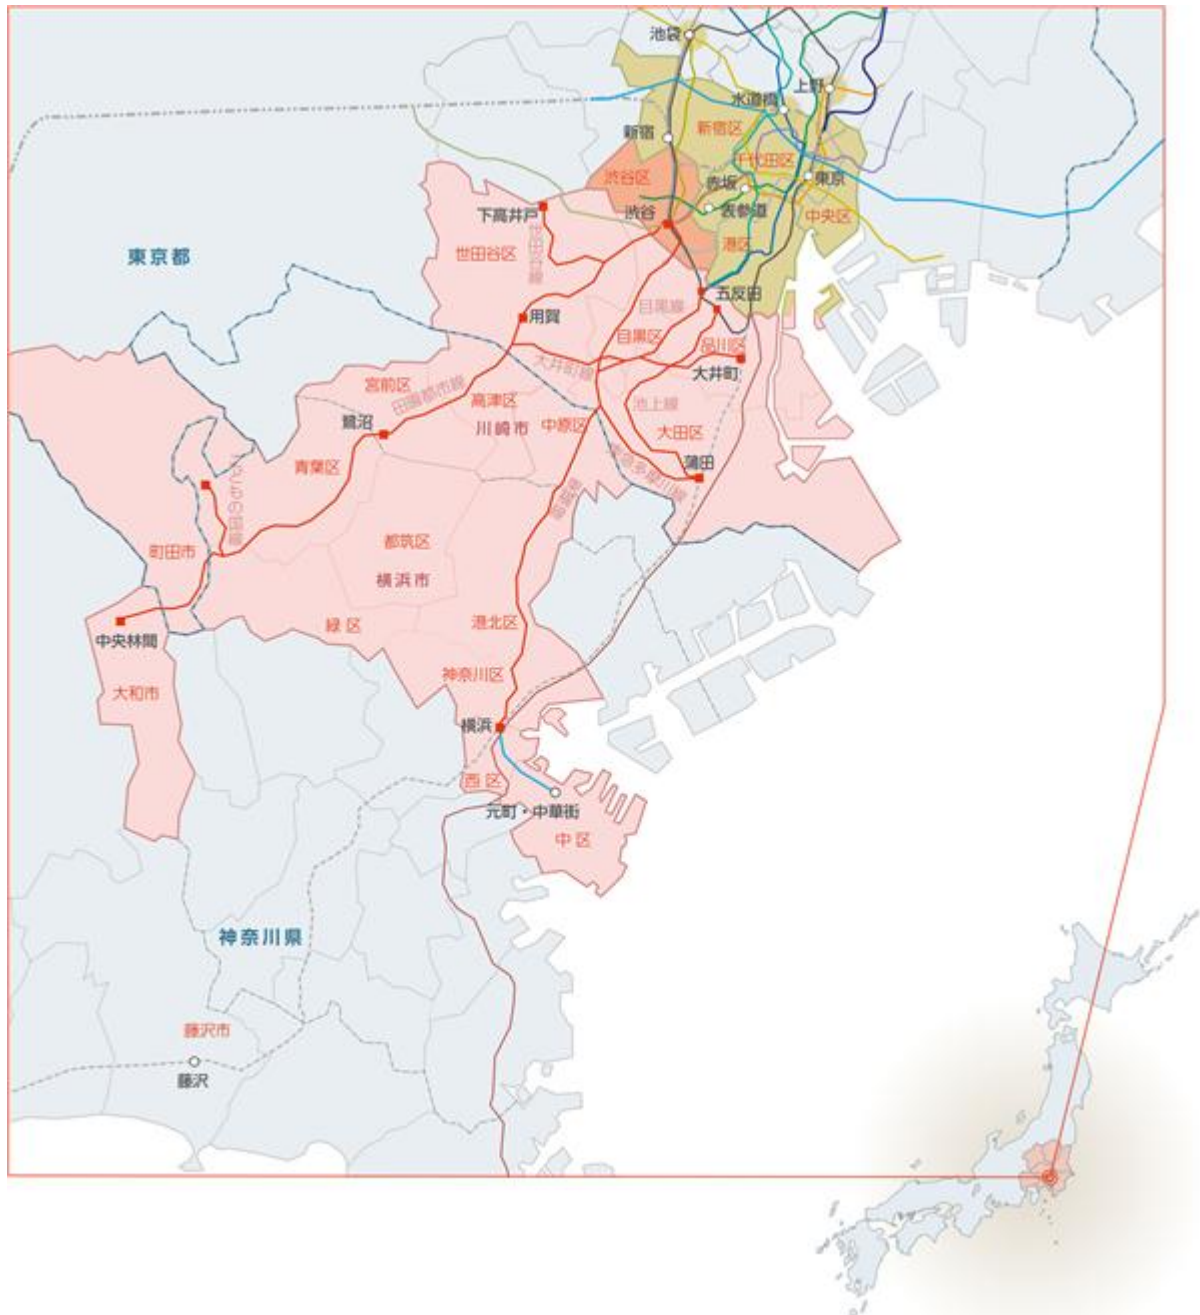 池袋
上野
水道橋
新宿
新宿区
千代田区
渋谷区
赤坂
東京
渋谷
表参道
中央区
下高井戸
世田谷線
港区
世田谷区
東京都
五反田
目黒線
用賀
目黒区
品川区
大井町線
大井町
宮前区
田園都市線
高津区
池上線
川崎市
中原区
大田区
鷺沼
東急多摩川線
蒲田
青葉区
こどもの国線
東横線
町田市
都筑区
横浜市
緑区
港北区
中央林間
神奈川区
大和市
横浜
西区
元町・中華街
中区
神奈川県
藤沢市
藤沢